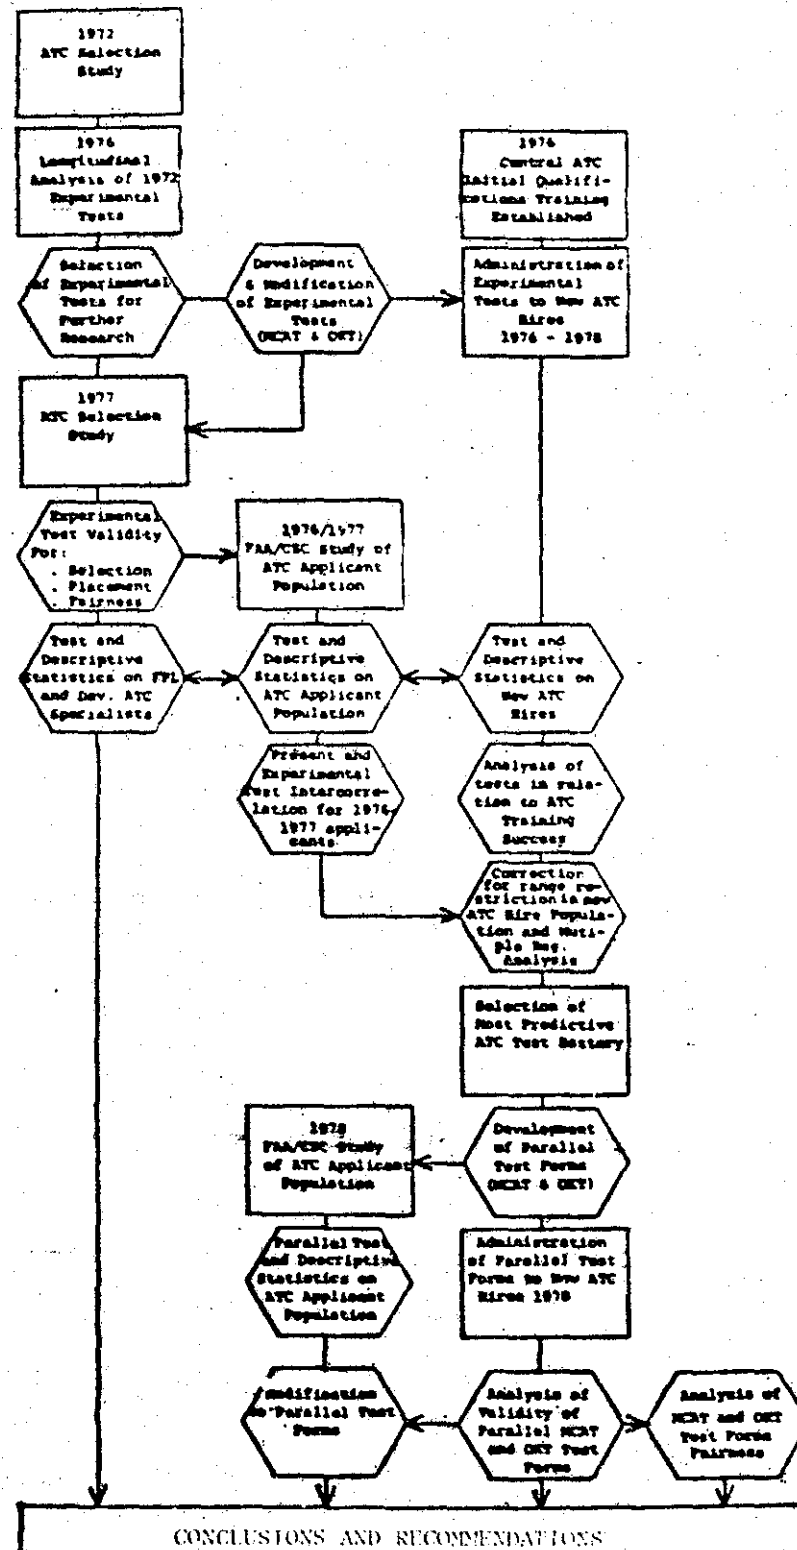 1972
ATC Selection
Study
1976
Longitudinal
Analysis of 1972
Experimental
Tests
1976
Central ATC
Initial Qualifi-
cations Training
Established
Selection
of Experimental
Tests for
Further
Research
Development
& Modification
of Experimental
Tests
(MCAT & OKT)
Administration of
Experimental
Tests to New ATC
Hires
1976 - 1978
1977
ATC Selection
Study
Experimental
Test Validity
For:
. Selection
. Placement
. Fairness
1976/1977
FAA/CSC Study of
ATC Applicant
Population
Test and
Descriptive
Statistics on FPL
and Dev. ATC
Specialists
Test and
Descriptive
Statistics on
ATC Applicant
Population
Test and
Descriptive
Statistics on
New ATC
Hires
Present and
Experimental
Test Intercorre-
lation for 1976-
1977 appli-
cants
Analysis of
tests in rela-
tion to ATC
Training
Success
Correction
for range re-
striction in new
ATC Hire Popula-
tion and Mutil-
ple Reg.
Analysis
Selection of
Most Predictive
ATC Test Battery
1978
FAA/CSC Study
of ATC Applicant
Population
Development
of Parallel
Test Forms
(MCAT & OKT)
Parallel Test
and Descriptive
Statistics on
ATC Applicant
Population
Administration
of Parallel Test
Forms to New ATC
Hires 1978
Modification
to Parallel Test
Forms
Analysis of
Validity of
Parallel MCAT
and OKT Test
Forms
Analysis of
MCAT and OKT
Test Forms
Fairness
CONCLUSIONS AND RECOMMENDATIONS